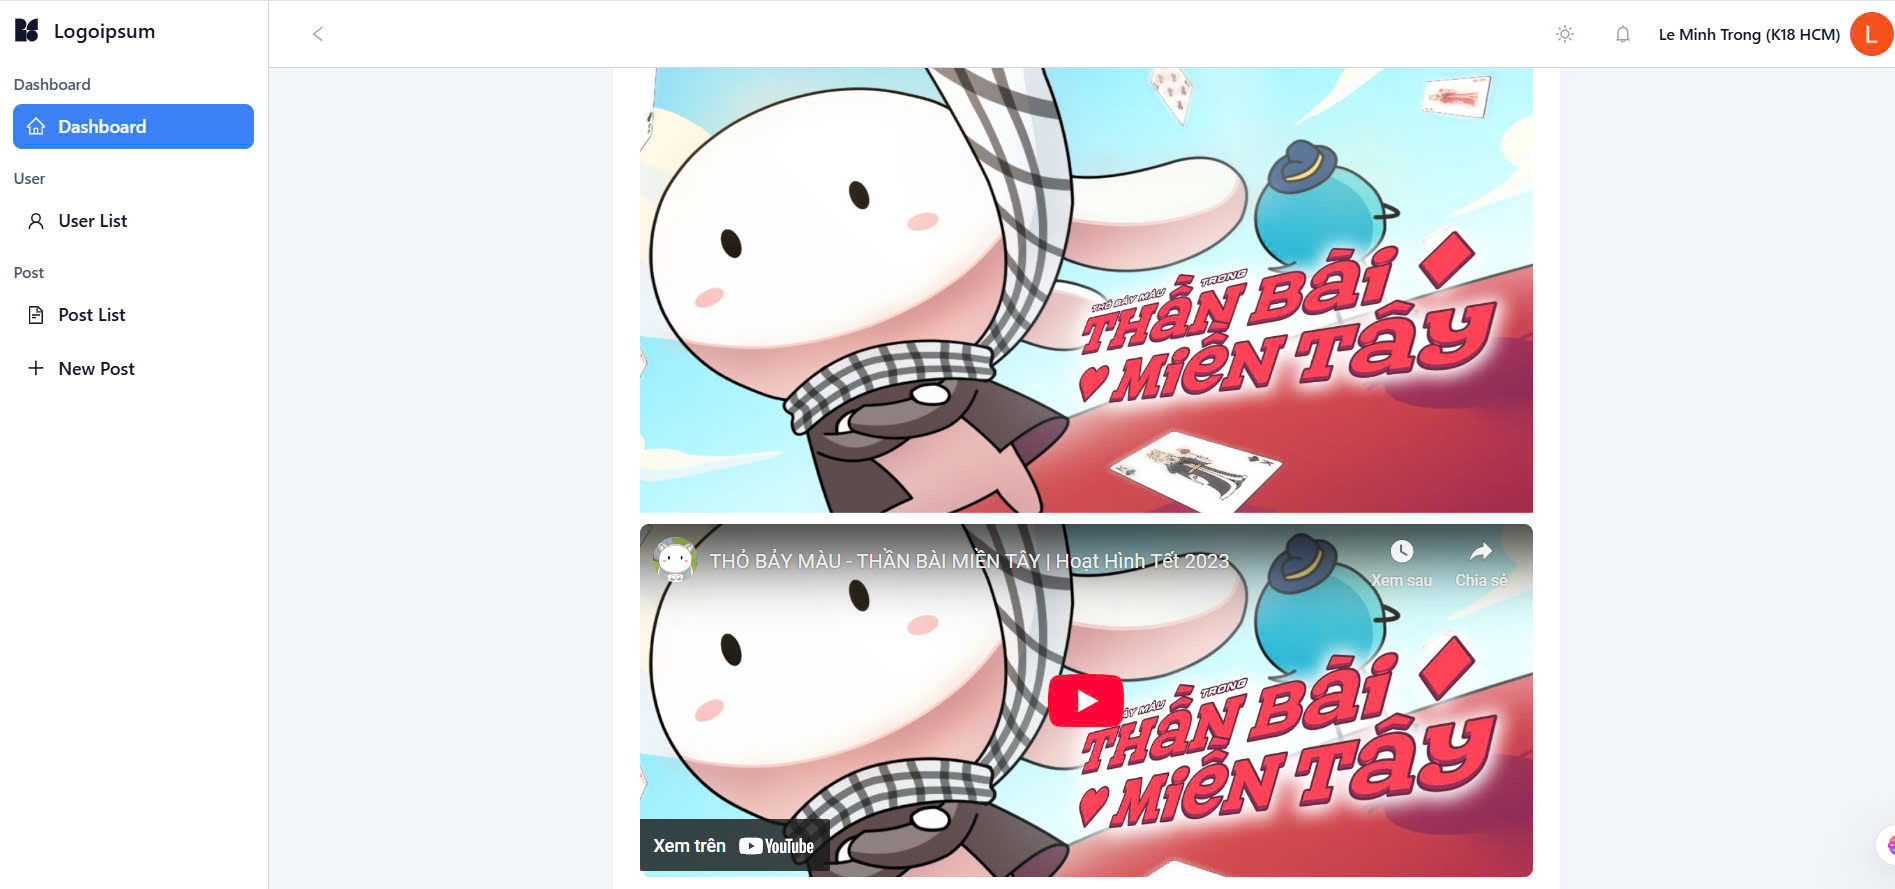 Logoipsum
Le Minh Trong (K18 HCM)
L
Dashboard
Dashboard
User
User List
Post
Post List
New Post
THỎ BẢY MÀU TRONG
THẦN BÀI
MIỀN TÂY
THỎ BẢY MÀU - THẦN BÀI MIỀN TÂY | Hoạt Hình Tết 2023
Xem sau
Chia sẻ
BẢY MÀU TRONG
THẦN BÀI
MIỀN TÂY
Xem trên YouTube